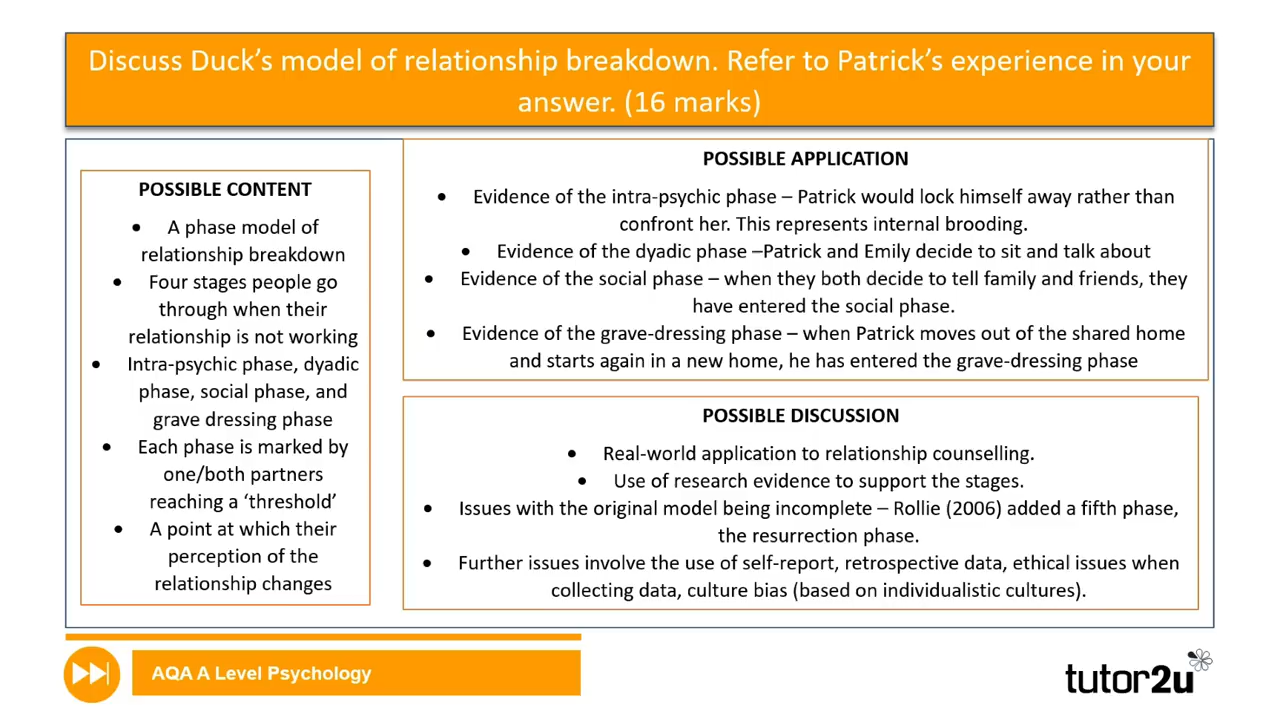 Discuss Duck’s model of relationship breakdown. Refer to Patrick’s experience in your
answer. (16 marks)
POSSIBLE CONTENT
• A phase model of
relationship breakdown
• Four stages people go
through when their
relationship is not working
• Intra-psychic phase, dyadic
phase, social phase, and
grave dressing phase
• Each phase is marked by
one/both partners
reaching a ‘threshold’
• A point at which their
perception of the
relationship changes
POSSIBLE APPLICATION
• Evidence of the intra-psychic phase – Patrick would lock himself away rather than
confront her. This represents internal brooding.
• Evidence of the dyadic phase –Patrick and Emily decide to sit and talk about
• Evidence of the social phase – when they both decide to tell family and friends, they
have entered the social phase.
• Evidence of the grave-dressing phase – when Patrick moves out of the shared home
and starts again in a new home, he has entered the grave-dressing phase
POSSIBLE DISCUSSION
• Real-world application to relationship counselling.
• Use of research evidence to support the stages.
• Issues with the original model being incomplete – Rollie (2006) added a fifth phase,
the resurrection phase.
• Further issues involve the use of self-report, retrospective data, ethical issues when
collecting data, culture bias (based on individualistic cultures).
AQA A Level Psychology
tutor2u